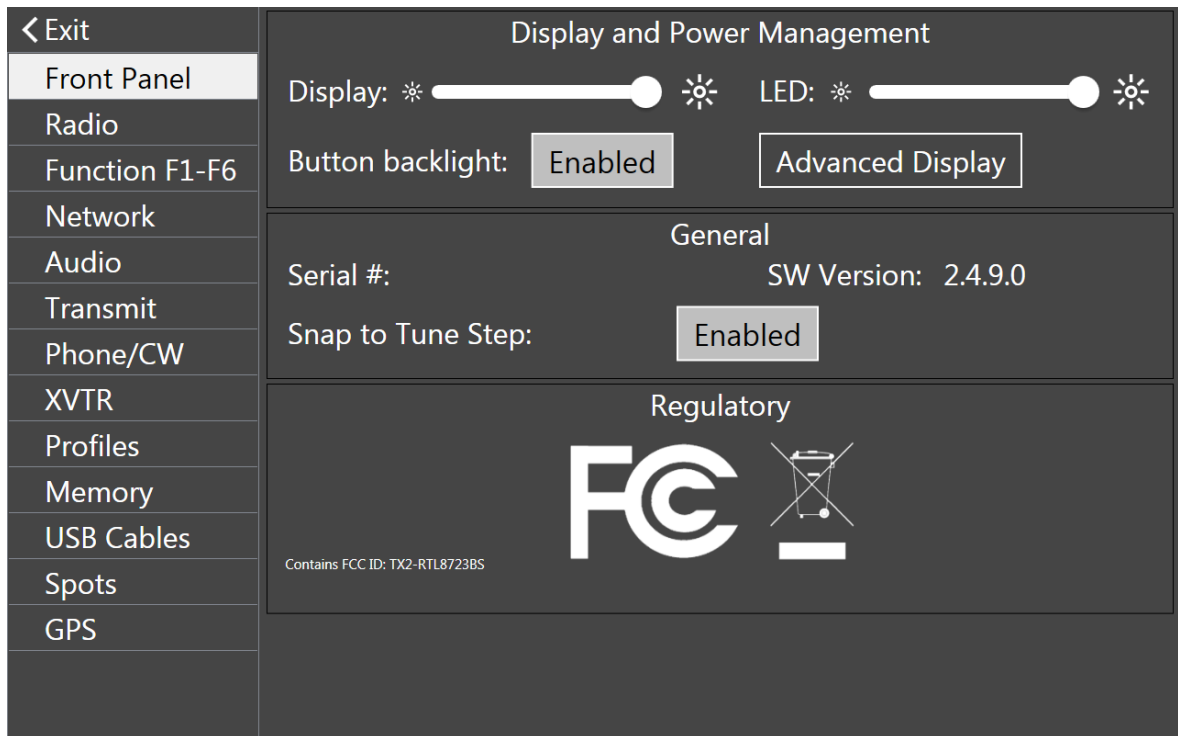 Exit
Front Panel
Radio
Function F1-F6
Network
Audio
Transmit
Phone/CW
XVTR
Profiles
Memory
USB Cables
Spots
GPS
Display and Power Management
Display: LED:
Button backlight: Enabled Advanced Display
General
Serial #: SW Version: 2.4.9.0
Snap to Tune Step: Enabled
Regulatory
FC
Contains FCC ID: TX2-RTL8723BS